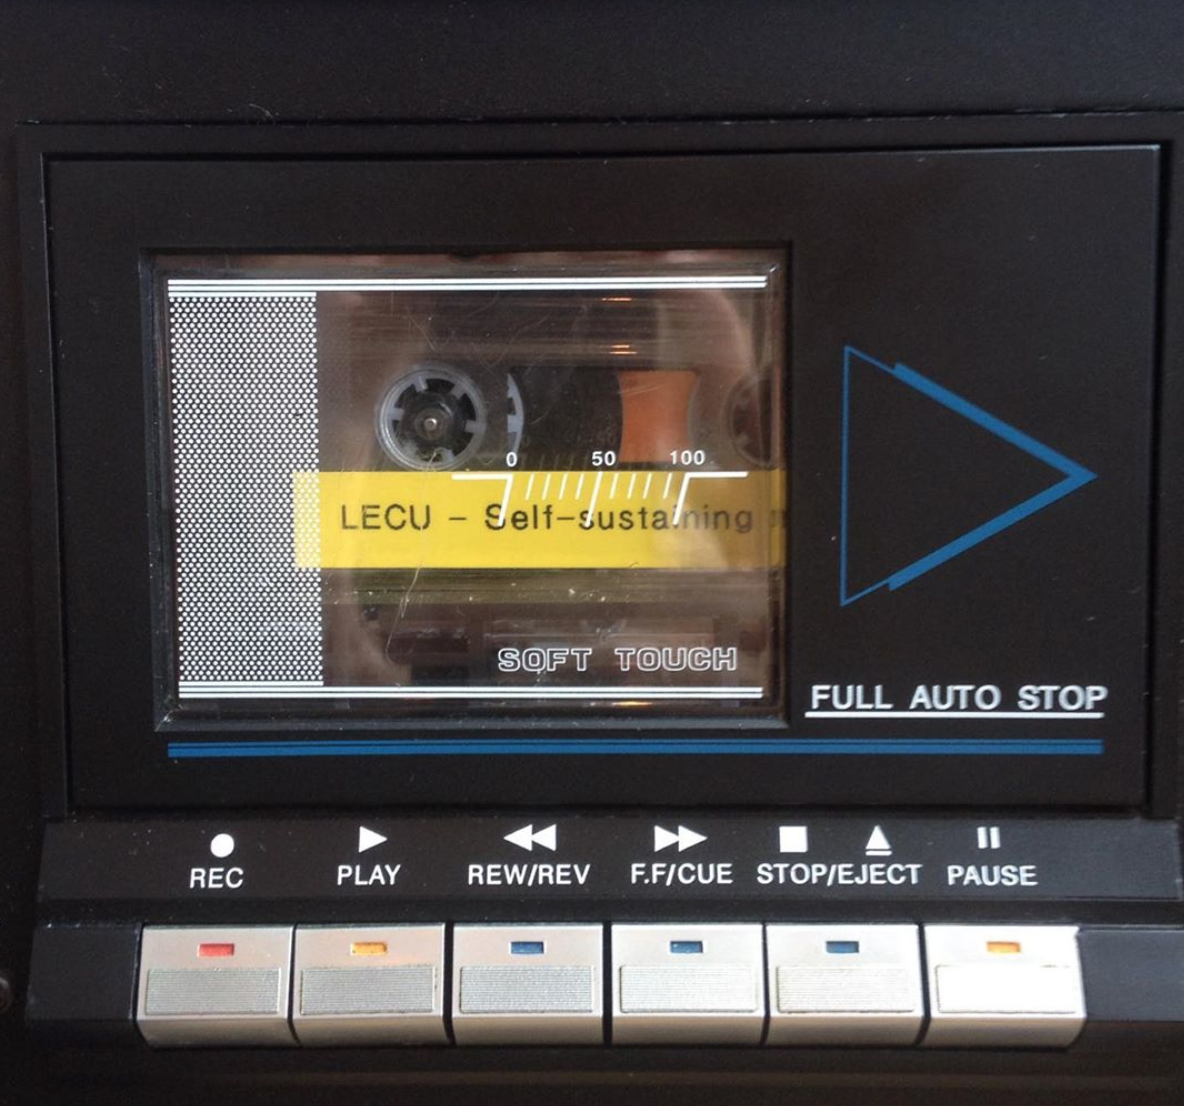 0 50 100
LECU - Self-sustaining
SOFT TOUCH
FULL AUTO STOP
REC PLAY REW/REV F.F/CUE STOP/EJECT PAUSE